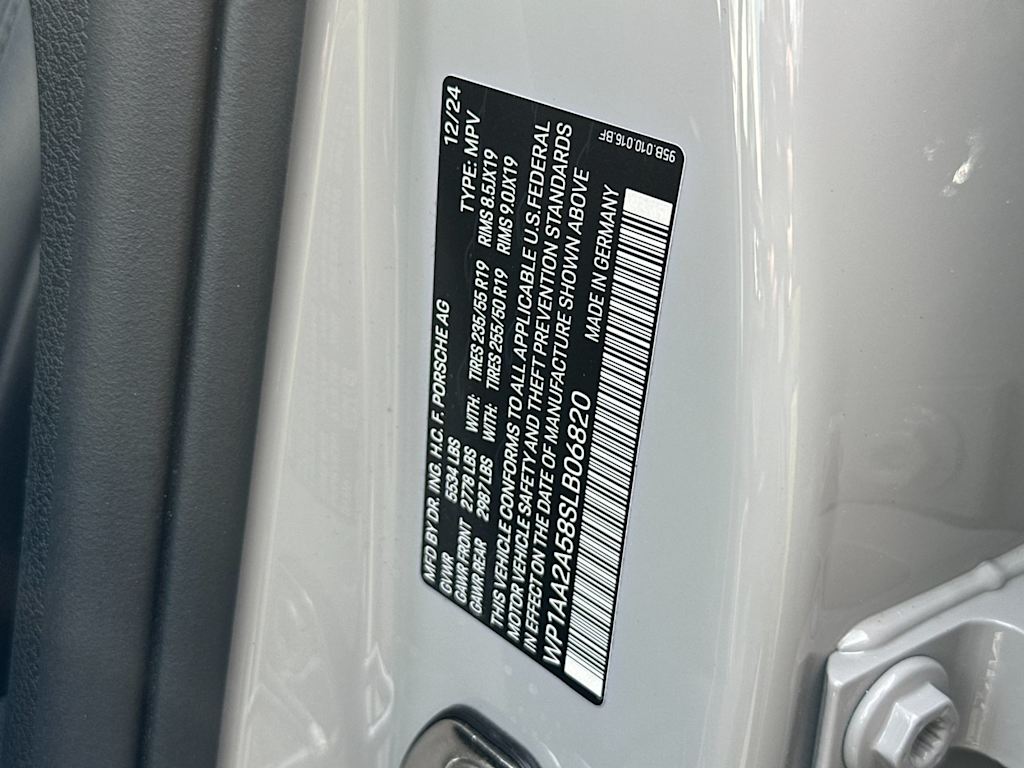 MFD BY DR. ING. H.C. F. PORSCHE AG 12/24
GVWR 5534 LBS TYPE: MPV
GAWR FRONT 2778 LBS WITH: TIRES 235/55 R19 RIMS 8.5JX19
GAWR REAR 2987 LBS WITH: TIRES 255/50 R19 RIMS 9.0JX19
THIS VEHICLE CONFORMS TO ALL APPLICABLE U.S. FEDERAL
MOTOR VEHICLE SAFETY AND THEFT PREVENTION STANDARDS
IN EFFECT ON THE DATE OF MANUFACTURE SHOWN ABOVE
WP1AA2A58SLB06820 MADE IN GERMANY
95B.010.016.BF